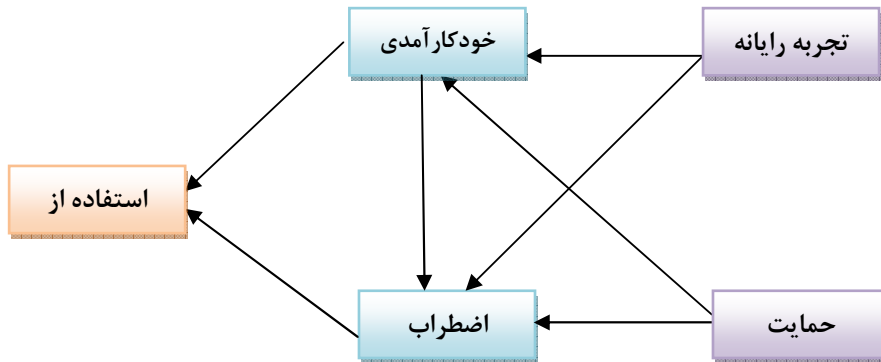 تجربه رایانه
خودکارآمدی
استفاده از
حمایت
اضطراب